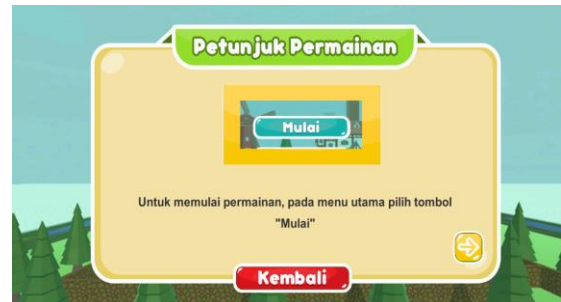 Petunjuk Permainan
Mulai
Untuk memulai permainan, pada menu utama pilih tombol
"Mulai"
Kembali